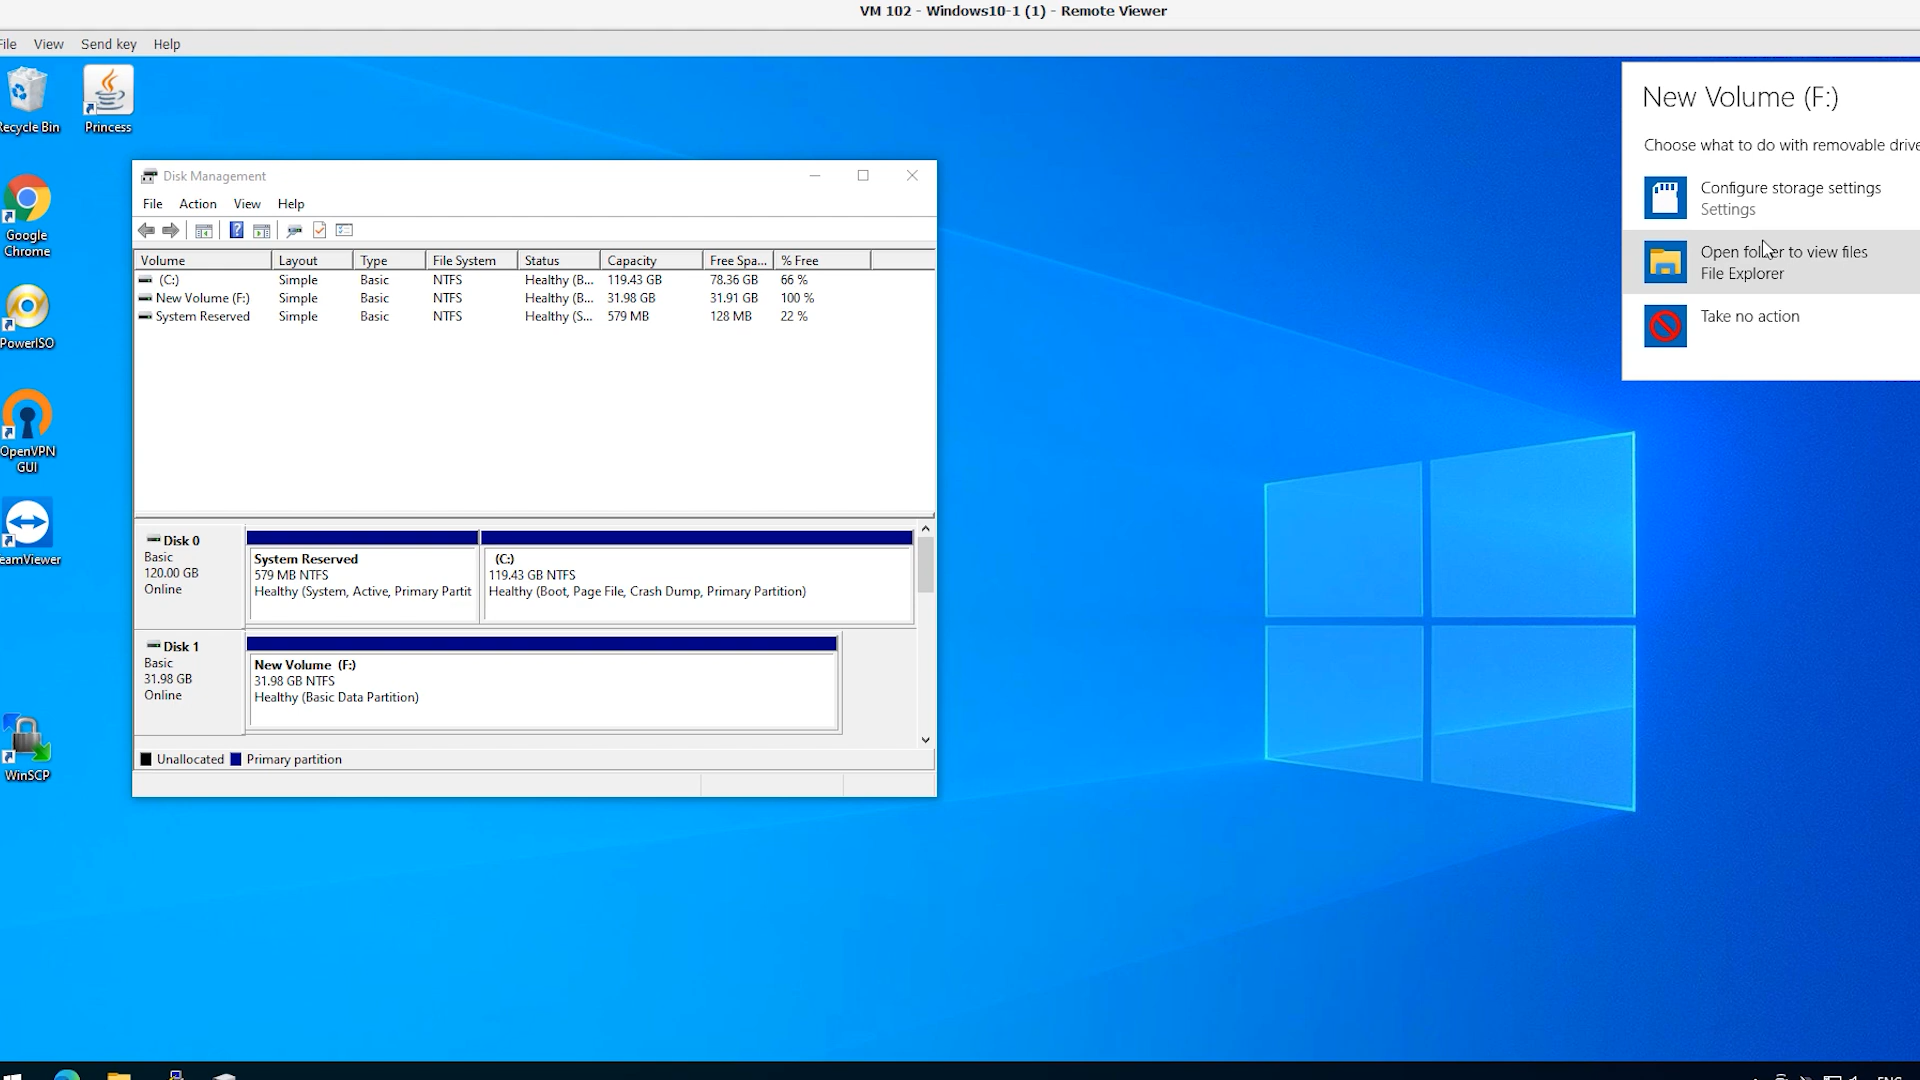 VM 102 - Windows10-1 (1) - Remote Viewer
File View Send key Help
Recycle Bin
Princess
Google
Chrome
PowerISO
OpenVPN
GUI
TeamViewer
WinSCP
Disk Management
File Action View Help
Volume Layout Type File System Status Capacity Free Spa... % Free
(C:) Simple Basic NTFS Healthy (B... 119.43 GB 78.36 GB 66 %
New Volume (F:) Simple Basic NTFS Healthy (B... 31.98 GB 31.91 GB 100 %
System Reserved Simple Basic NTFS Healthy (S... 579 MB 128 MB 22 %
Disk 0
Basic
120.00 GB
Online
System Reserved
579 MB NTFS
Healthy (System, Active, Primary Partit
(C:)
119.43 GB NTFS
Healthy (Boot, Page File, Crash Dump, Primary Partition)
Disk 1
Basic
31.98 GB
Online
New Volume (F:)
31.98 GB NTFS
Healthy (Basic Data Partition)
Unallocated Primary partition
New Volume (F:)
Choose what to do with removable drive
Configure storage settings
Settings
Open folder to view files
File Explorer
Take no action